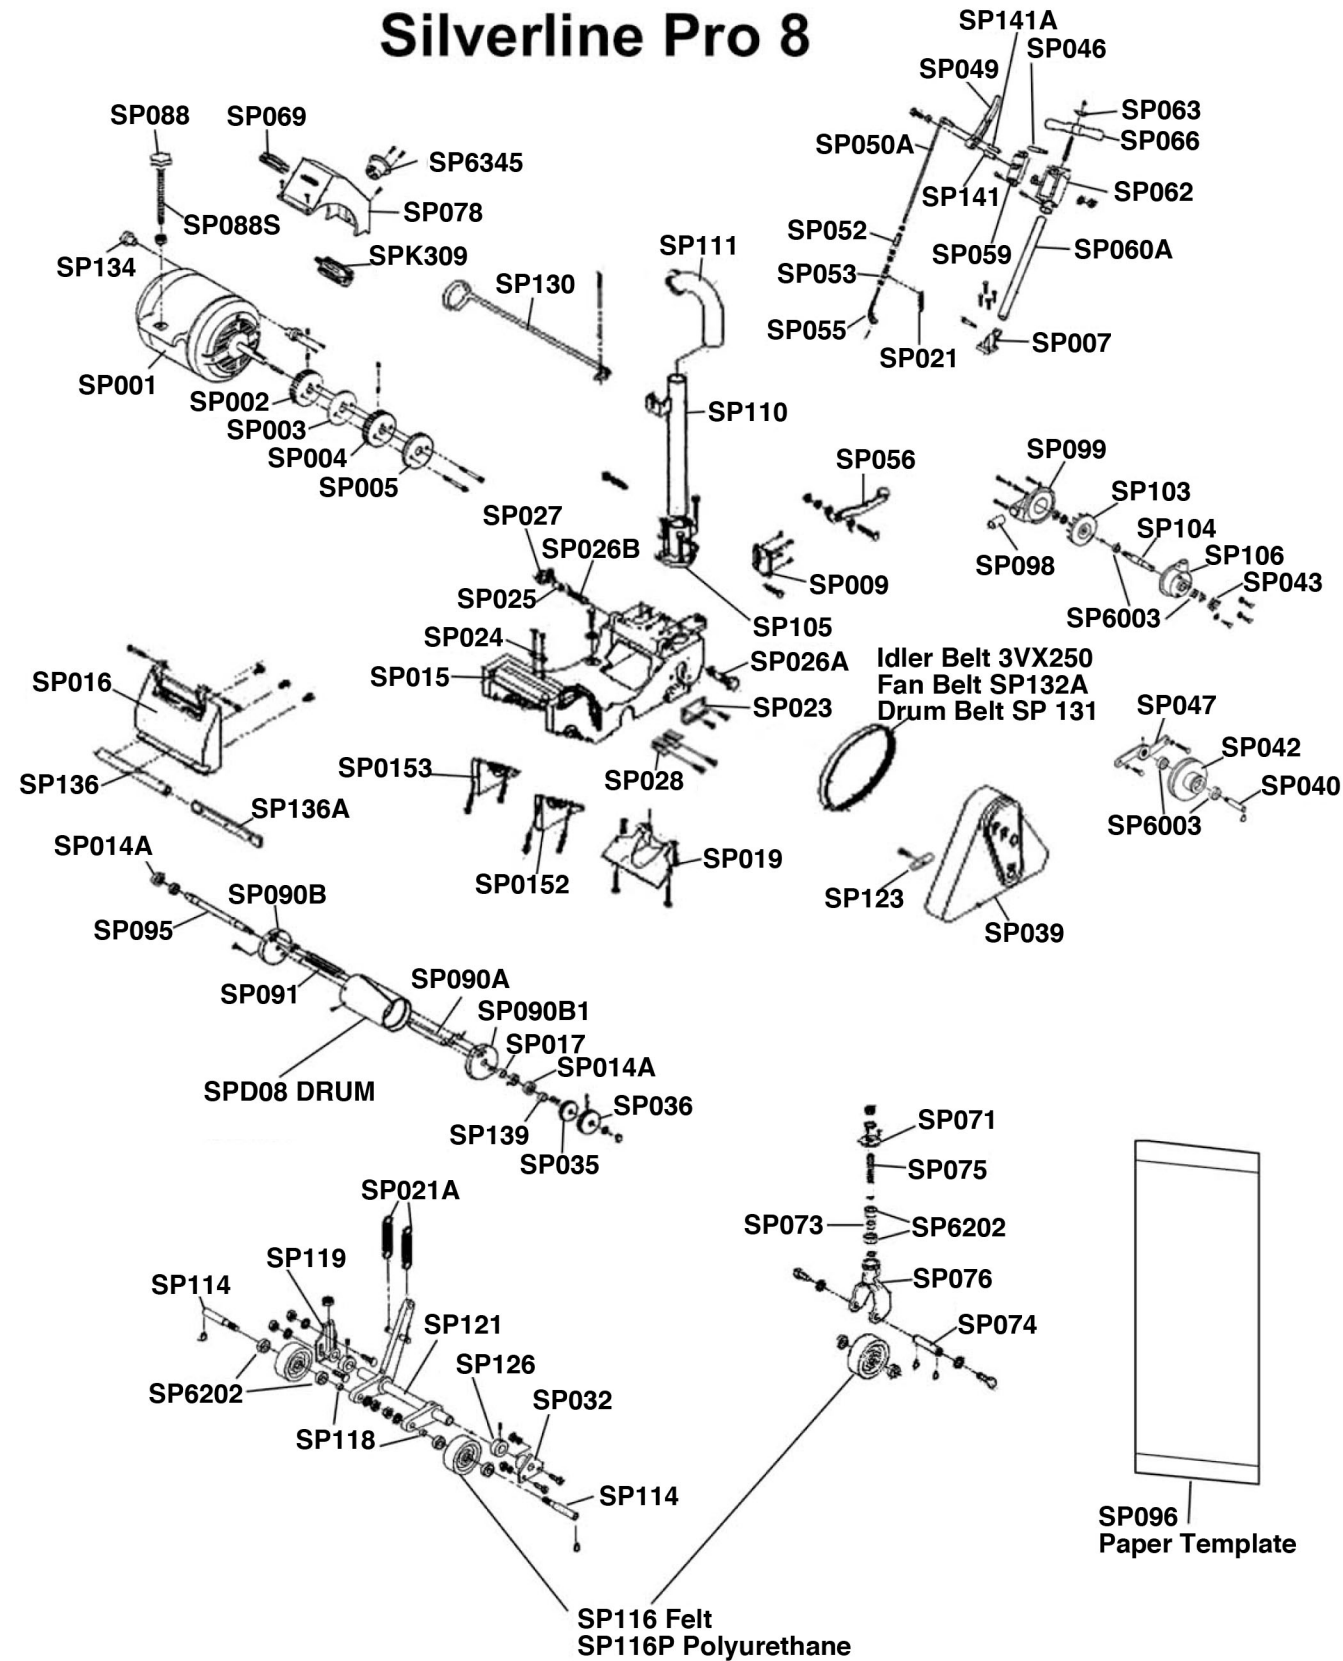 Silverline Pro 8
SP141A
SP046
SP049
SP063
SP066
SP050A
SP141
SP062
SP052
SP059
SP060A
SP053
SP055
SP021
SP007
SP088
SP069
SP6345
SP078
SP088S
SPK309
SP134
SP130
SP111
SP001
SP002
SP003
SP004
SP005
SP110
SP056
SP099
SP103
SP104
SP106
SP098
SP043
SP6003
SP027
SP026B
SP025
SP009
SP105
SP024
SP015
SP026A
SP023
SP028
SP016
SP136
SP136A
SP0153
SP0152
SP019
Idler Belt 3VX250
Fan Belt SP132A
Drum Belt SP 131
SP047
SP042
SP040
SP6003
SP123
SP039
SP014A
SP090B
SP095
SP091
SP090A
SP090B1
SP017
SP014A
SPD08 DRUM
SP036
SP139
SP035
SP071
SP075
SP073
SP6202
SP076
SP074
SP021A
SP119
SP114
SP121
SP126
SP6202
SP032
SP118
SP114
SP096
Paper Template
SP116 Felt
SP116P Polyurethane